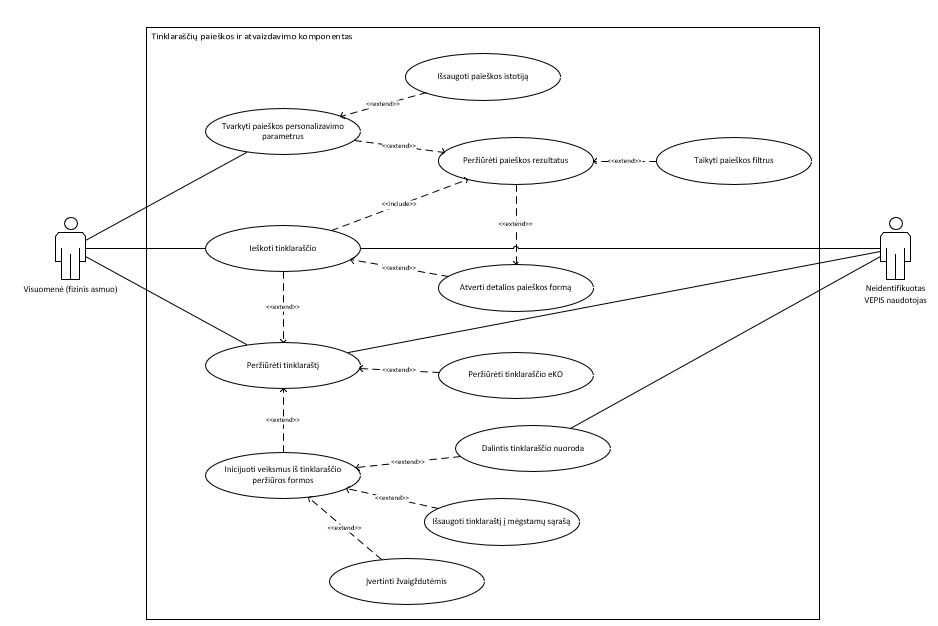 Tinklaraščių paieškos ir atvaizdavimo komponentas
Išsaugoti paieškos istotiją
<<extend>>
Tvarkyti paieškos personalizavimo
parametrus
<<extend>>
Peržiūrėti paieškos rezultatus
<<extend>>
Taikyti paieškos filtrus
<<include>>
<<extend>>
Ieškoti tinklaraščio
<<extend>>
Atverti detalios paieškos formą
Visuomenė (fizinis asmuo)
Neidentifikuotas
VEPIS naudotojas
<<extend>>
Peržiūrėti tinklaraštį
<<extend>>
Peržiūrėti tinklaraščio eKO
<<extend>>
Dalintis tinklaraščio nuoroda
<<extend>>
Inicijuoti veiksmus iš tinklaraščio
peržiūros formos
<<extend>>
Išsaugoti tinklaraštį į mėgstamų sąrašą
<<extend>>
Įvertinti žvaigždutėmis